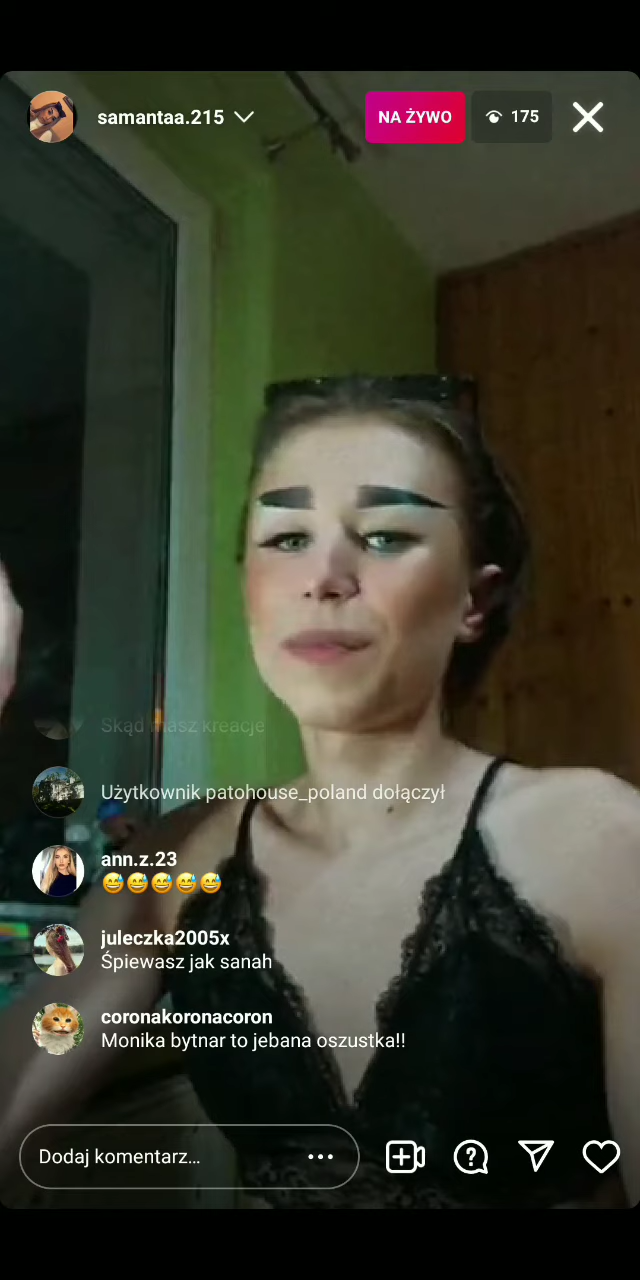 samantaa.215
NA ŻYWO
175
Skąd masz kreacje
Użytkownik patohouse_poland dołączył
ann.z.23
😅😅😅😅😅
juleczka2005x
Śpiewasz jak sanah
coronakoronacoron
Monika bytnar to jebana oszustka!!
Dodaj komentarz...